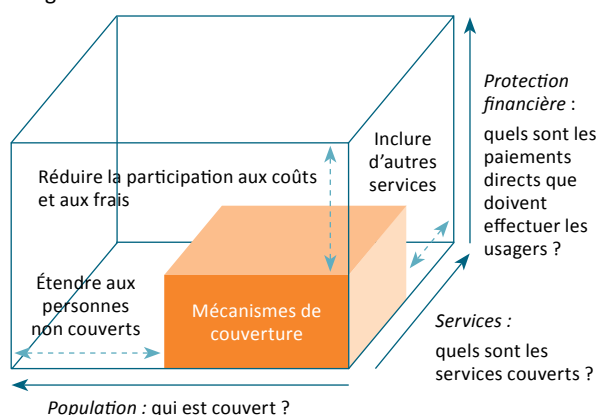 Réduire la participation aux coûts
et aux frais
Inclure
d'autres
services
Étendre aux
personnes
non couverts
Mécanismes de
couverture
Protection
financière :
quels sont les
paiements
directs que
doivent
effectuer les
usagers ?
Services :
quels sont les
services couverts ?
Population : qui est couvert ?